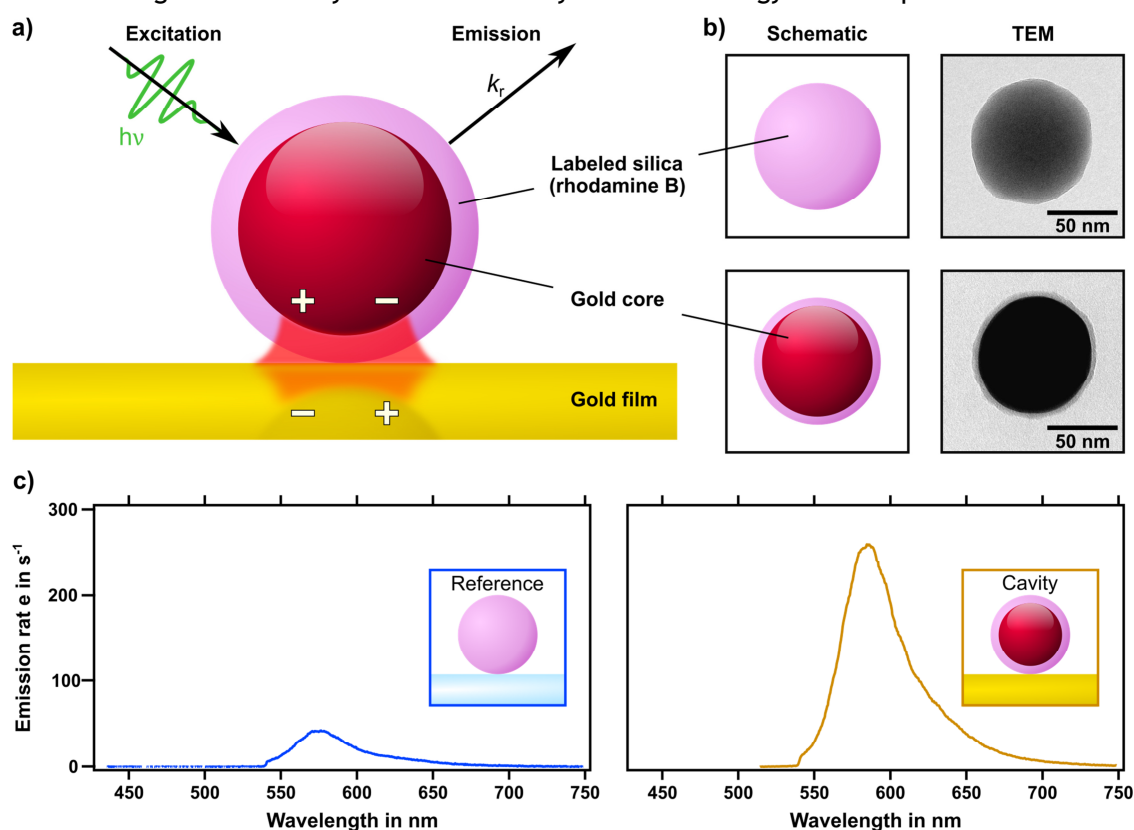 a)
Excitation
Emission
kr
hν
Labeled silica
(rhodamine B)
Gold core
Gold film
+ −
− +
b)
Schematic
TEM
50 nm
50 nm
c)
Emission rat e in s-1
300
200
100
0
Reference
450 500 550 600 650 700 750
Wavelength in nm
Cavity
450 500 550 600 650 700 750
Wavelength in nm